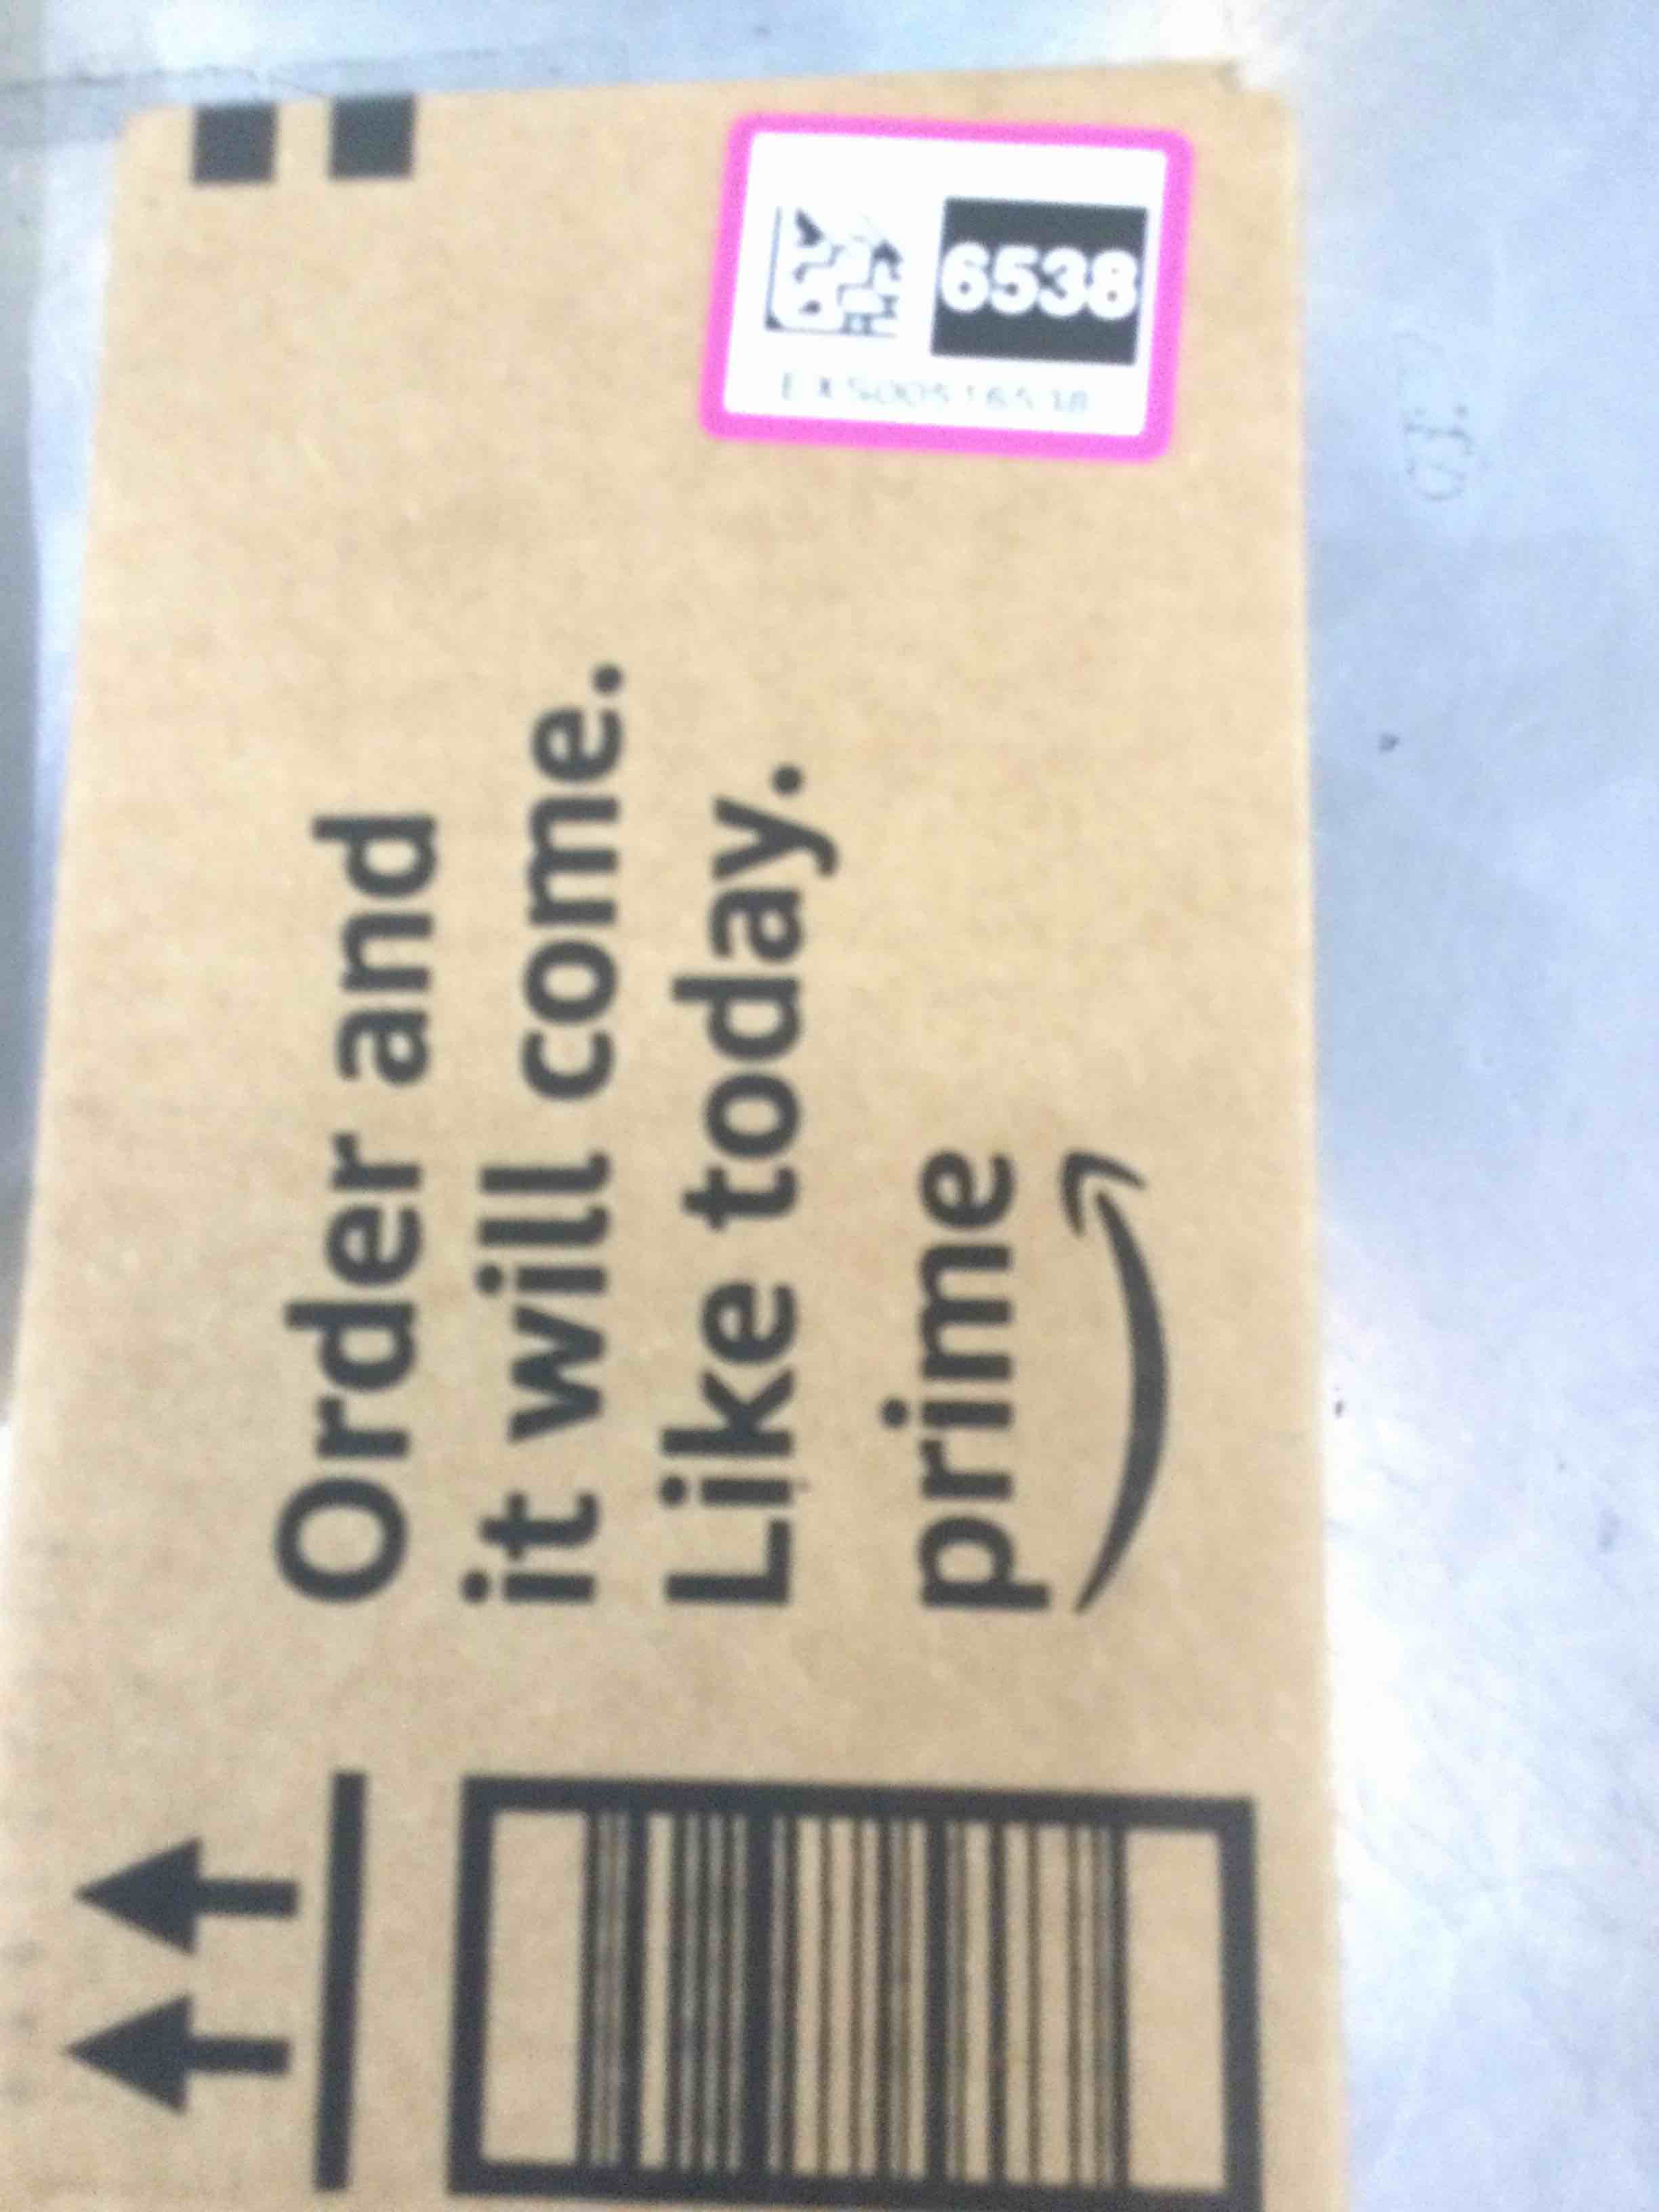 Order and
it will come.
Like today.
prime
6538